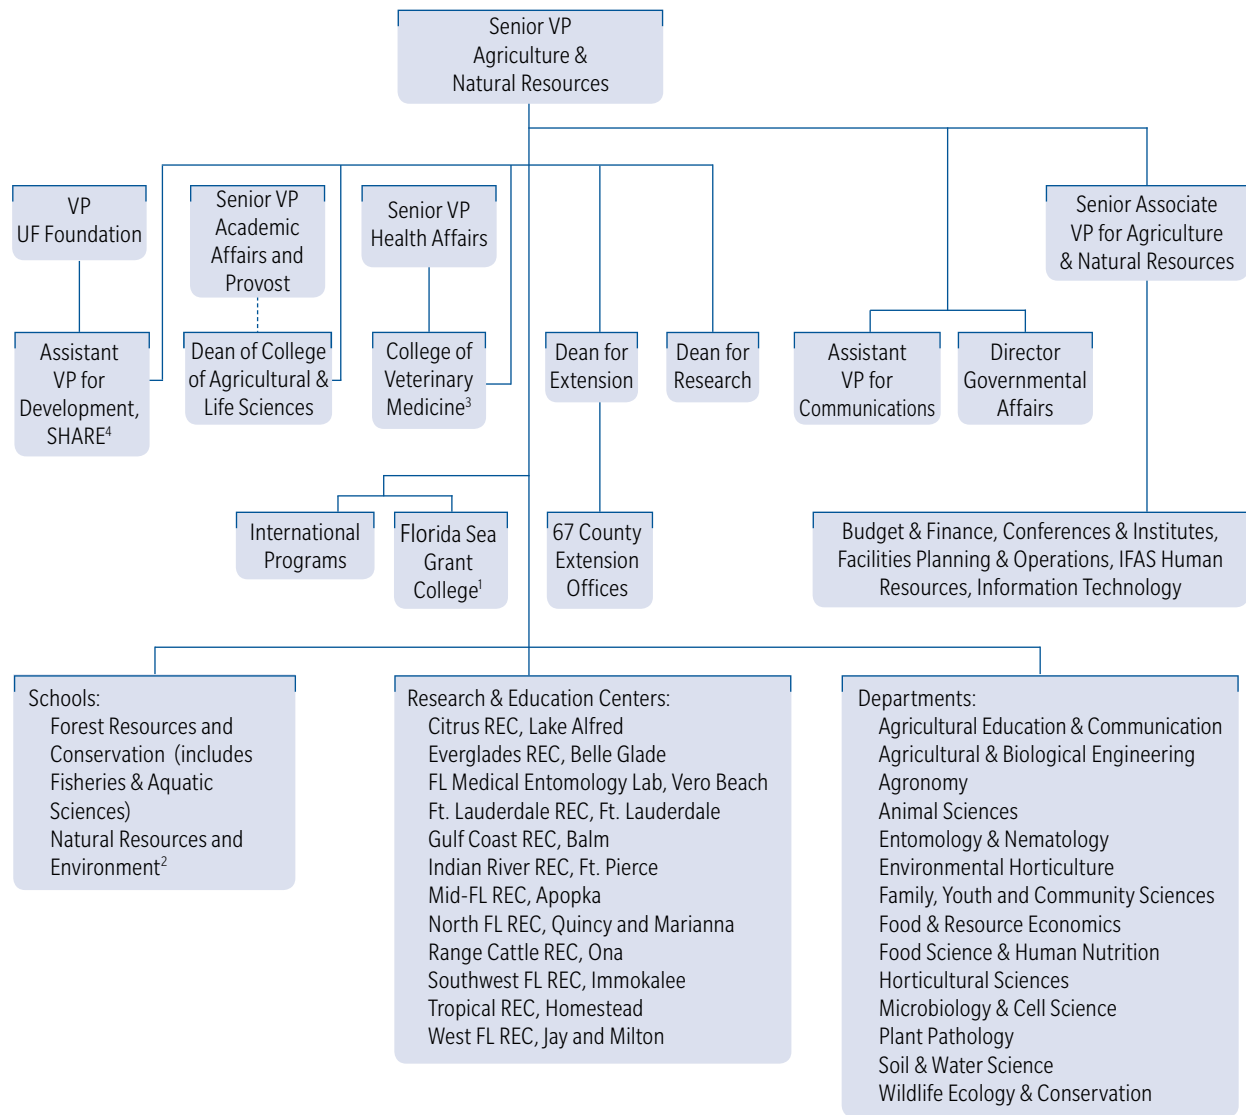 Senior VP
Agriculture &
Natural Resources
VP
UF Foundation
Senior VP
Academic
Affairs and
Provost
Senior VP
Health Affairs
Senior Associate
VP for Agriculture
& Natural Resources
Assistant
VP for
Development,
SHARE4
Dean of College
of Agricultural &
Life Sciences
College of
Veterinary
Medicine3
Dean for
Extension
Dean for
Research
Assistant
VP for
Communications
Director
Governmental
Affairs
International
Programs
Florida Sea
Grant
College1
67 County
Extension
Offices
Budget & Finance, Conferences & Institutes,
Facilities Planning & Operations, IFAS Human
Resources, Information Technology
Schools:
Forest Resources and
Conservation (includes
Fisheries & Aquatic
Sciences)
Natural Resources and
Environment2
Research & Education Centers:
Citrus REC, Lake Alfred
Everglades REC, Belle Glade
FL Medical Entomology Lab, Vero Beach
Ft. Lauderdale REC, Ft. Lauderdale
Gulf Coast REC, Balm
Indian River REC, Ft. Pierce
Mid-FL REC, Apopka
North FL REC, Quincy and Marianna
Range Cattle REC, Ona
Southwest FL REC, Immokalee
Tropical REC, Homestead
West FL REC, Jay and Milton
Departments:
Agricultural Education & Communication
Agricultural & Biological Engineering
Agronomy
Animal Sciences
Entomology & Nematology
Environmental Horticulture
Family, Youth and Community Sciences
Food & Resource Economics
Food Science & Human Nutrition
Horticultural Sciences
Microbiology & Cell Science
Plant Pathology
Soil & Water Science
Wildlife Ecology & Conservation